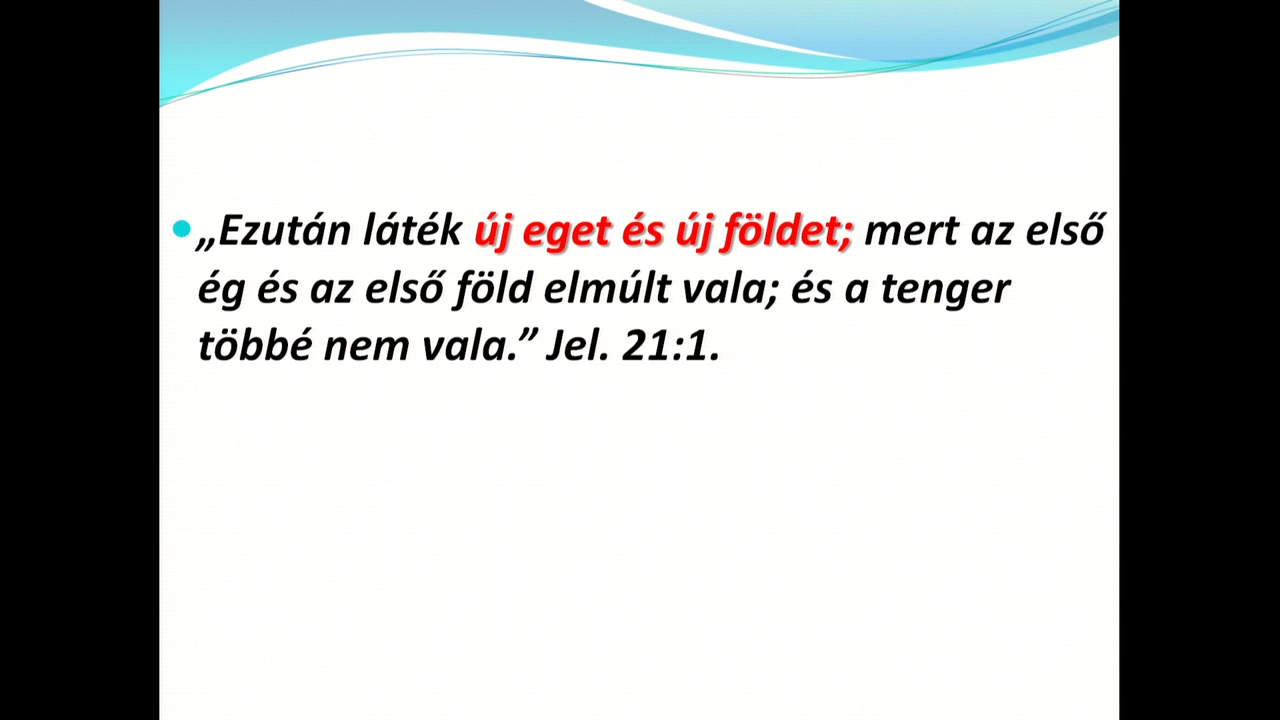 „Ezután láték új eget és új földet; mert az első
ég és az első föld elmúlt vala; és a tenger
többé nem vala.” Jel. 21:1.